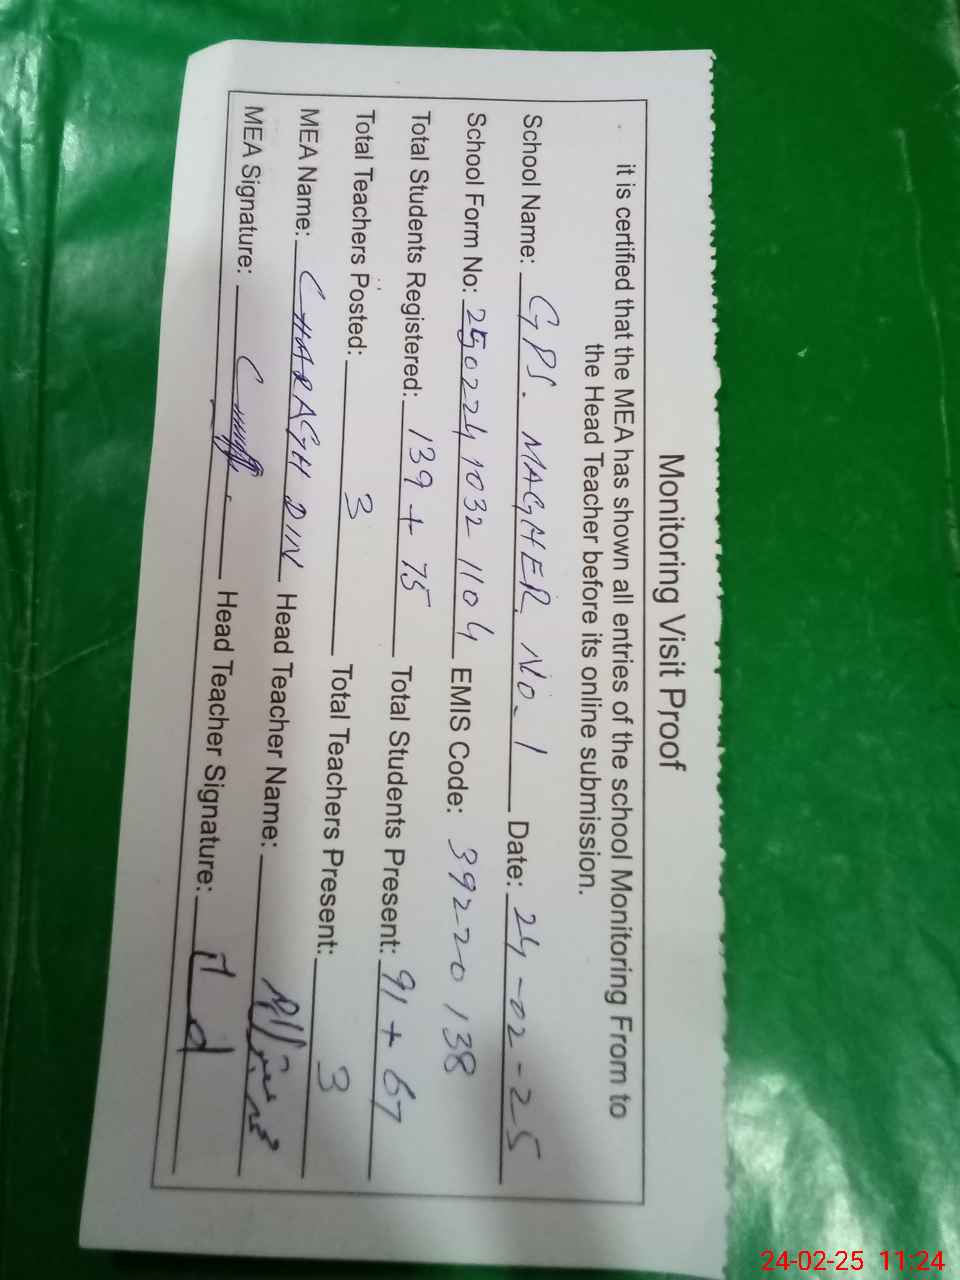 Monitoring Visit Proof
it is certified that the MEA has shown all entries of the school Monitoring From to
the Head Teacher before its online submission.
School Name: GPS. MAGHER No-1 Date: 24-02-25
School Form No: 25022410321104 EMIS Code: 39220138
Total Students Registered: 139 + 75 Total Students Present: 91 + 67
Total Teachers Posted: 3 Total Teachers Present: 3
MEA Name: CHARAGH DIN Head Teacher Name:
MEA Signature: Head Teacher Signature:
24-02-25 11:24